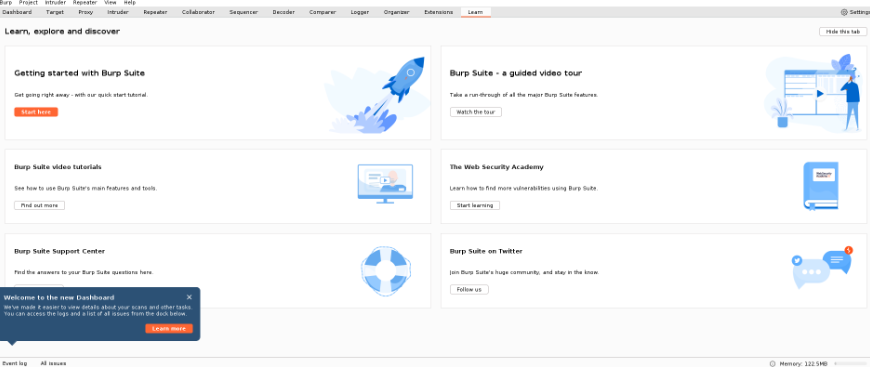 Burp Project Intruder Repeater View Help
Dashboard Target Proxy Intruder Repeater Collaborator Sequencer Decoder Comparer Logger Organizer Extensions Learn Settings
Learn, explore and discover
Hide this tab
Getting started with Burp Suite
Get going right away - with our quick start tutorial.
Start here
Burp Suite - a guided video tour
Take a run-through of all the major Burp Suite features.
Watch the tour
Burp Suite video tutorials
See how to use Burp Suite's main features and tools.
Find out more
The Web Security Academy
Learn how to find more vulnerabilities using Burp Suite.
Start learning
Burp Suite Support Center
Find the answers to your Burp Suite questions here.
Burp Suite on Twitter
Join Burp Suite's huge community, and stay in the know.
Follow us
Welcome to the new Dashboard
We've made it easier to view details about your scans and other tasks.
You can access the logs and a list of all issues from the dock below.
Learn more
Event log All issues
Memory: 122.5MB